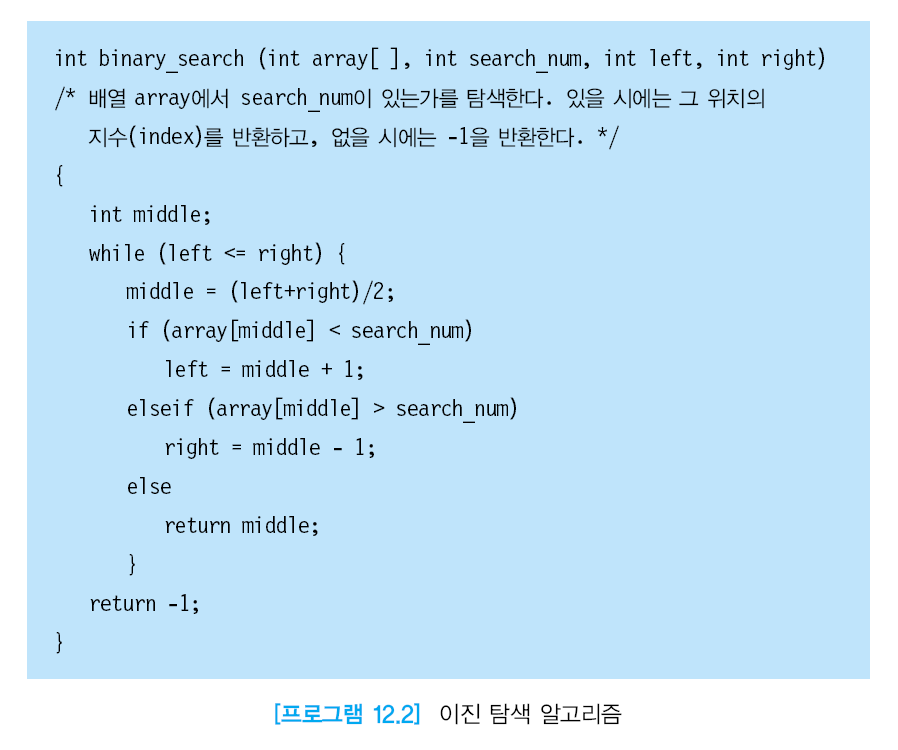 int binary_search (int array[ ], int search_num, int left, int right)
/* 배열 array에서 search_num이 있는가를 탐색한다. 있을 시에는 그 위치의
지수(index)를 반환하고, 없을 시에는 -1을 반환한다. */
{
int middle;
while (left <= right) {
middle = (left+right)/2;
if (array[middle] < search_num)
left = middle + 1;
elseif (array[middle] > search_num)
right = middle - 1;
else
return middle;
}
return -1;
}
[프로그램 12.2] 이진 탐색 알고리즘